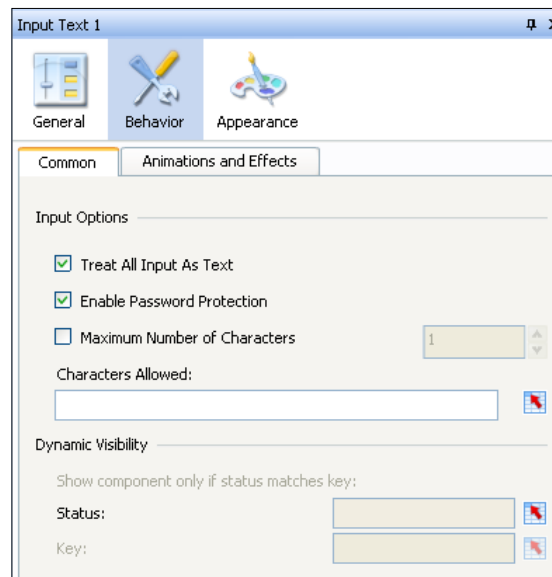 Input Text 1
General Behavior Appearance
Common Animations and Effects
Input Options
Treat All Input As Text
Enable Password Protection
Maximum Number of Characters 1
Characters Allowed:
Dynamic Visibility
Show component only if status matches key:
Status:
Key: